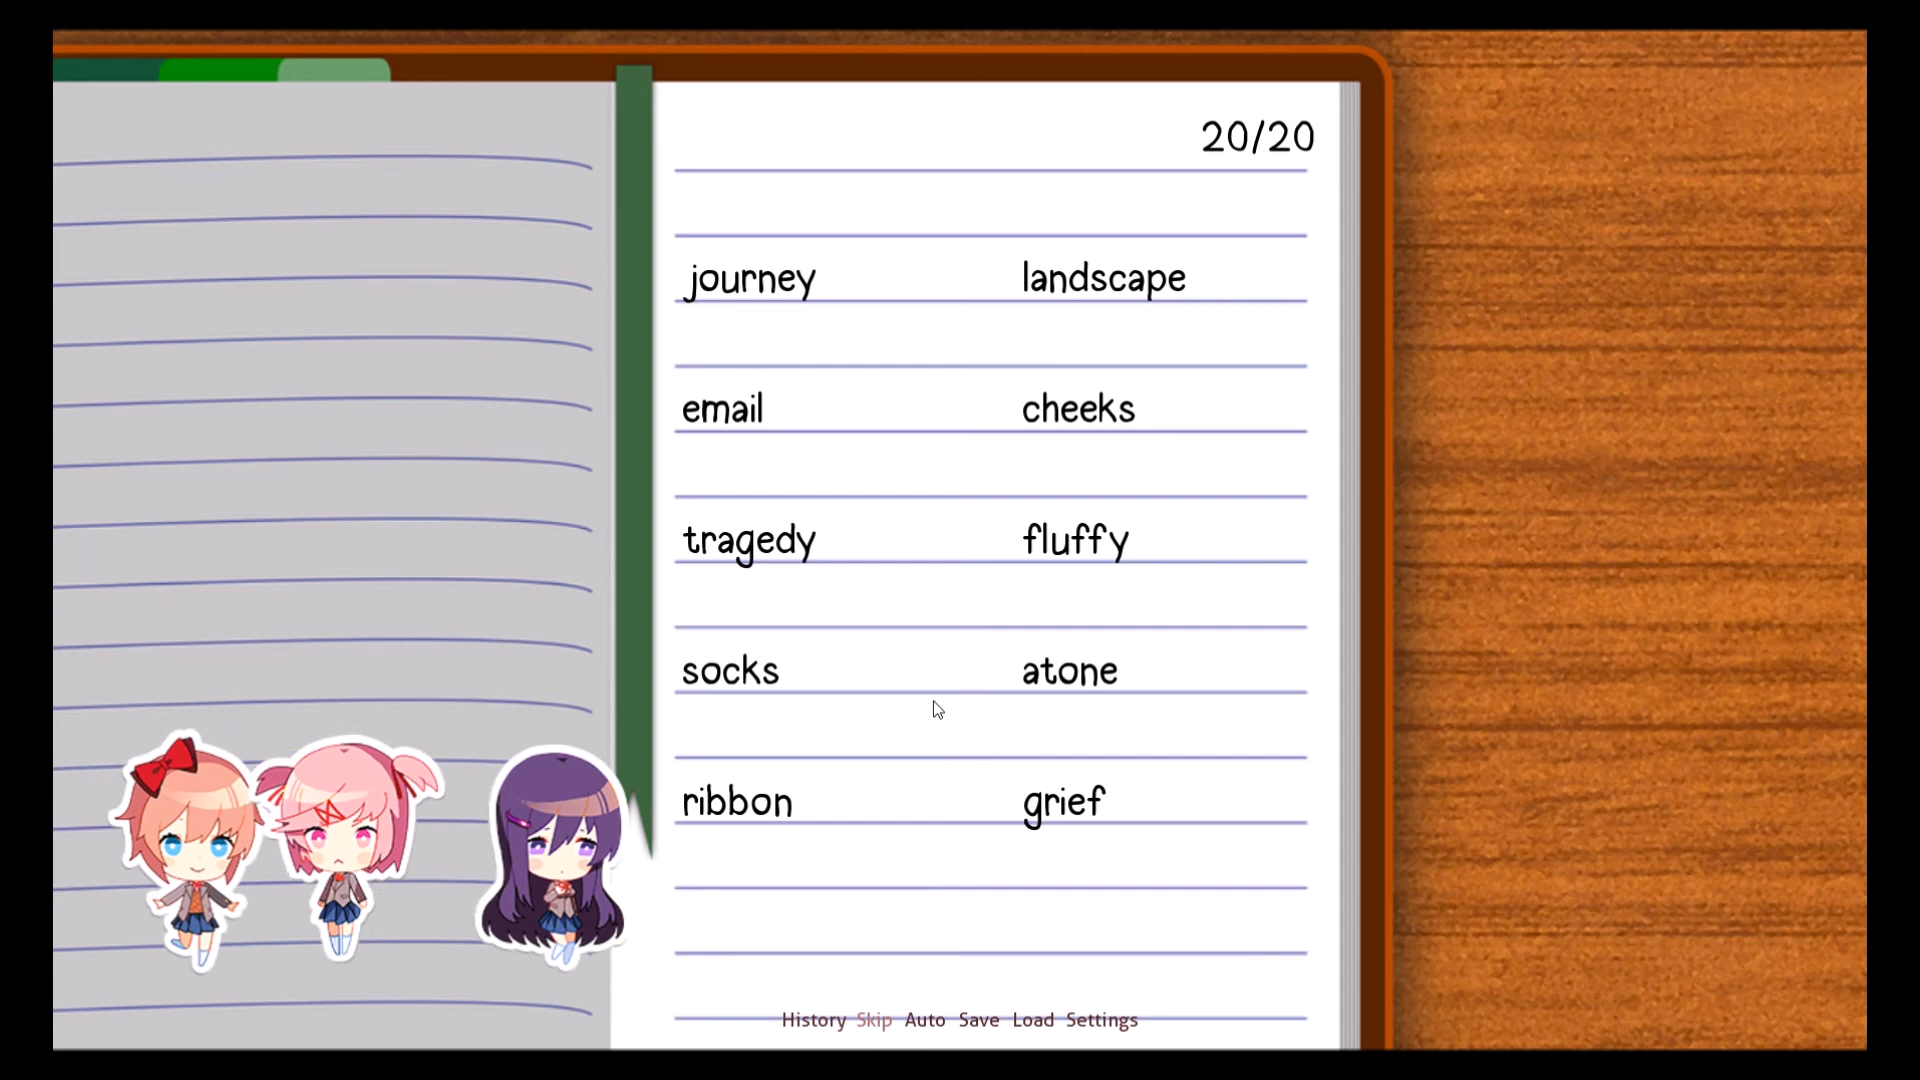 20/20
journey landscape
email cheeks
tragedy fluffy
socks atone
ribbon grief
History Skip Auto Save Load Settings